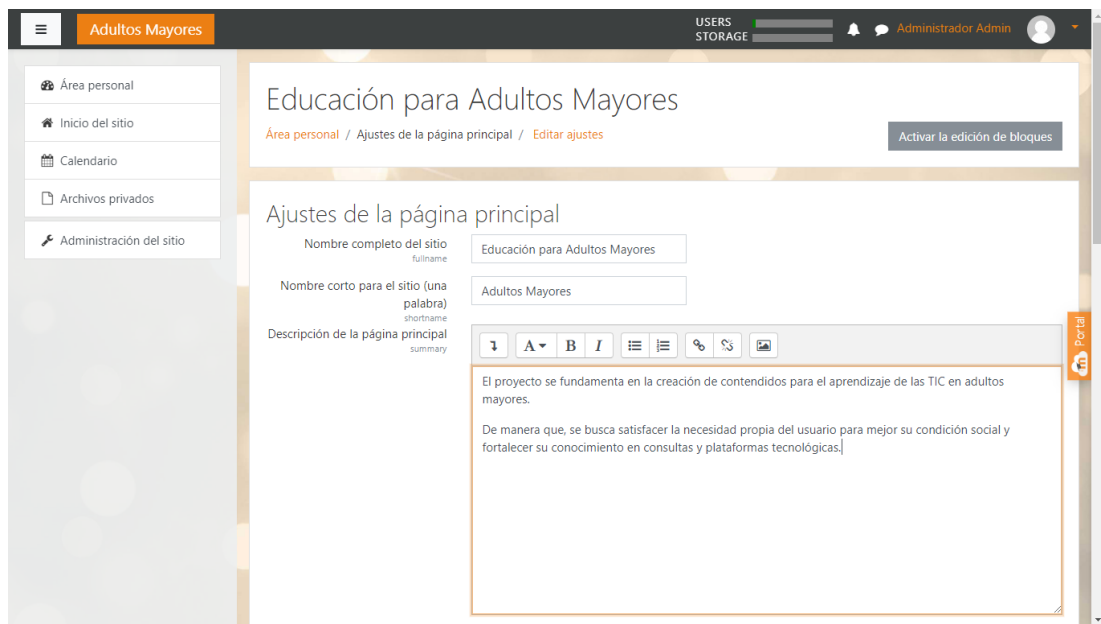 Adultos Mayores
USERS
STORAGE
Administrador Admin
Área personal
Inicio del sitio
Calendario
Archivos privados
Administración del sitio
Educación para Adultos Mayores
Área personal / Ajustes de la página principal / Editar ajustes
Activar la edición de bloques
Ajustes de la página principal
Nombre completo del sitio
fullname
Educación para Adultos Mayores
Nombre corto para el sitio (una
palabra)
shortname
Adultos Mayores
Descripción de la página principal
summary
A B I
El proyecto se fundamenta en la creación de contendidos para el aprendizaje de las TIC en adultos
mayores.
De manera que, se busca satisfacer la necesidad propia del usuario para mejor su condición social y
fortalecer su conocimiento en consultas y plataformas tecnológicas.
m Portal